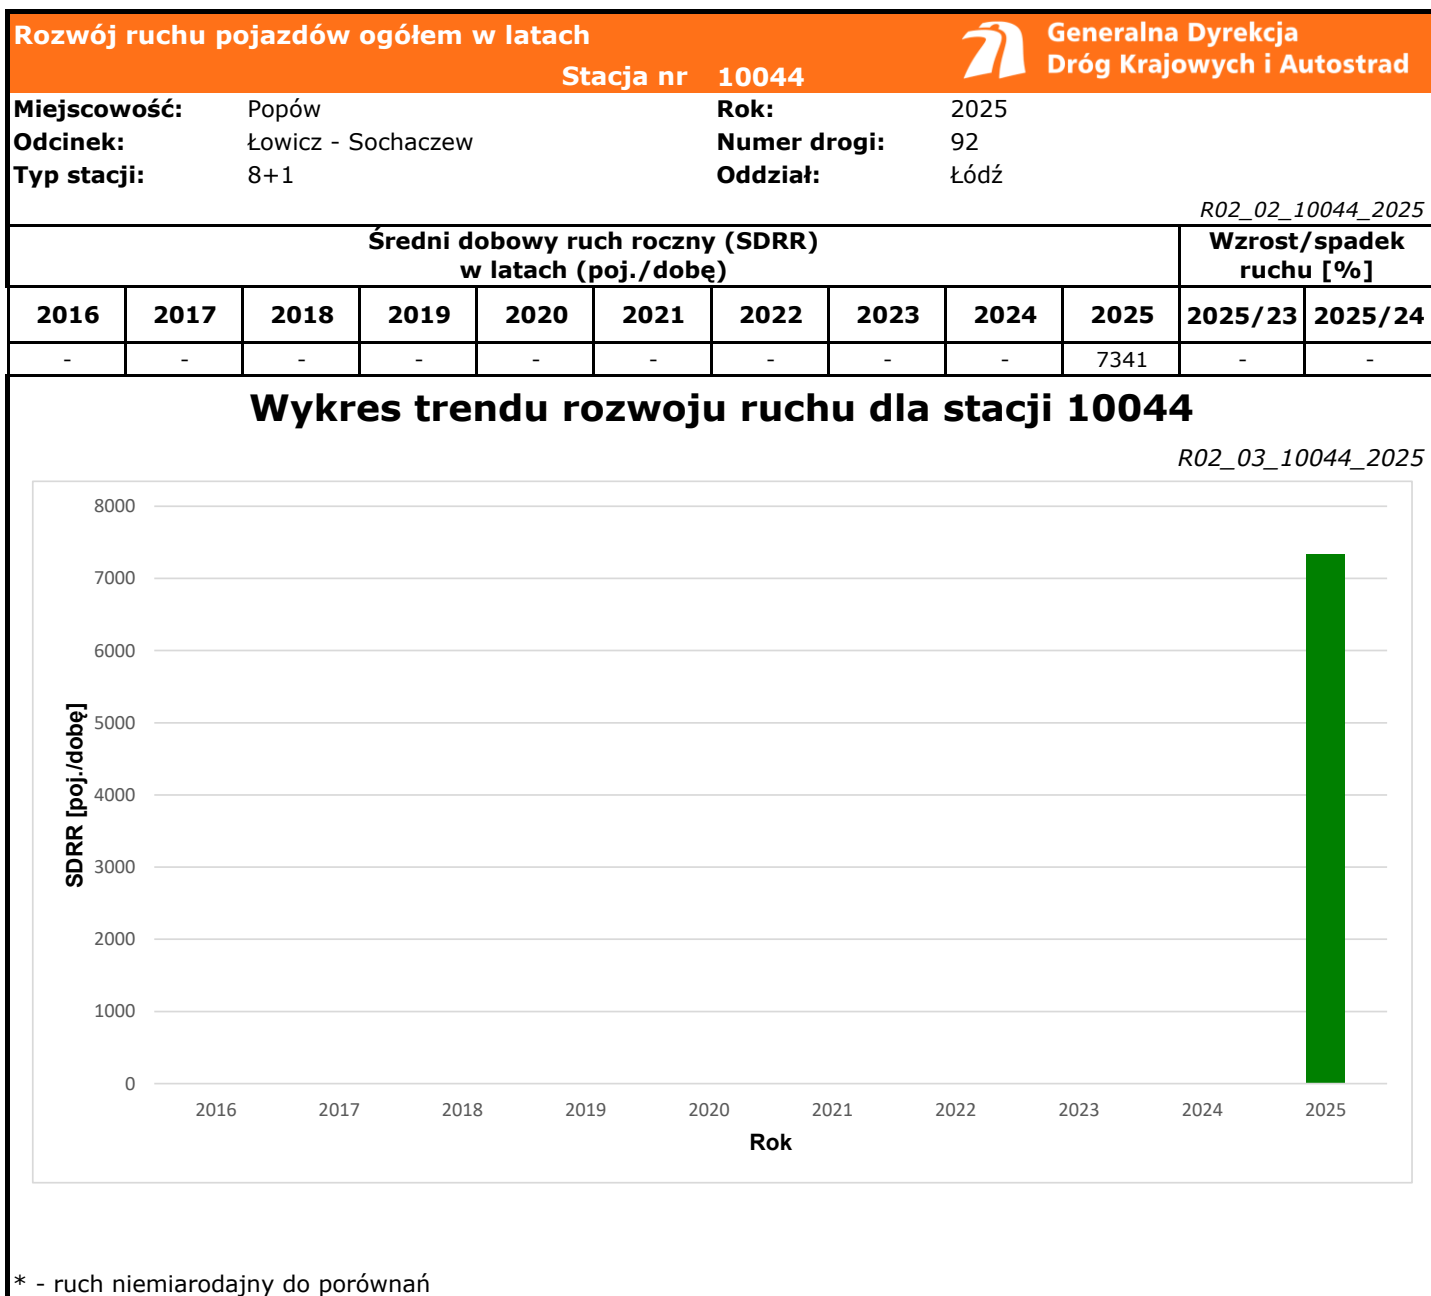 Rozwój ruchu pojazdów ogółem w latach
Generalna Dyrekcja
Dróg Krajowych i Autostrad
Stacja nr 10044
Miejscowość: Popów Rok: 2025
Odcinek: Łowicz - Sochaczew Numer drogi: 92
Typ stacji: 8+1 Oddział: Łódź
R02_02_10044_2025
Średni dobowy ruch roczny (SDRR)
w latach (poj./dobę)
Wzrost/spadek
ruchu [%]
2016 2017 2018 2019 2020 2021 2022 2023 2024 2025 2025/23 2025/24
- - - - - - - - - 7341 - -
Wykres trendu rozwoju ruchu dla stacji 10044
R02_03_10044_2025
SDRR [poj./dobę]
8000
7000
6000
5000
4000
3000
2000
1000
0
2016 2017 2018 2019 2020 2021 2022 2023 2024 2025
Rok
* - ruch niemiarodajny do porównań